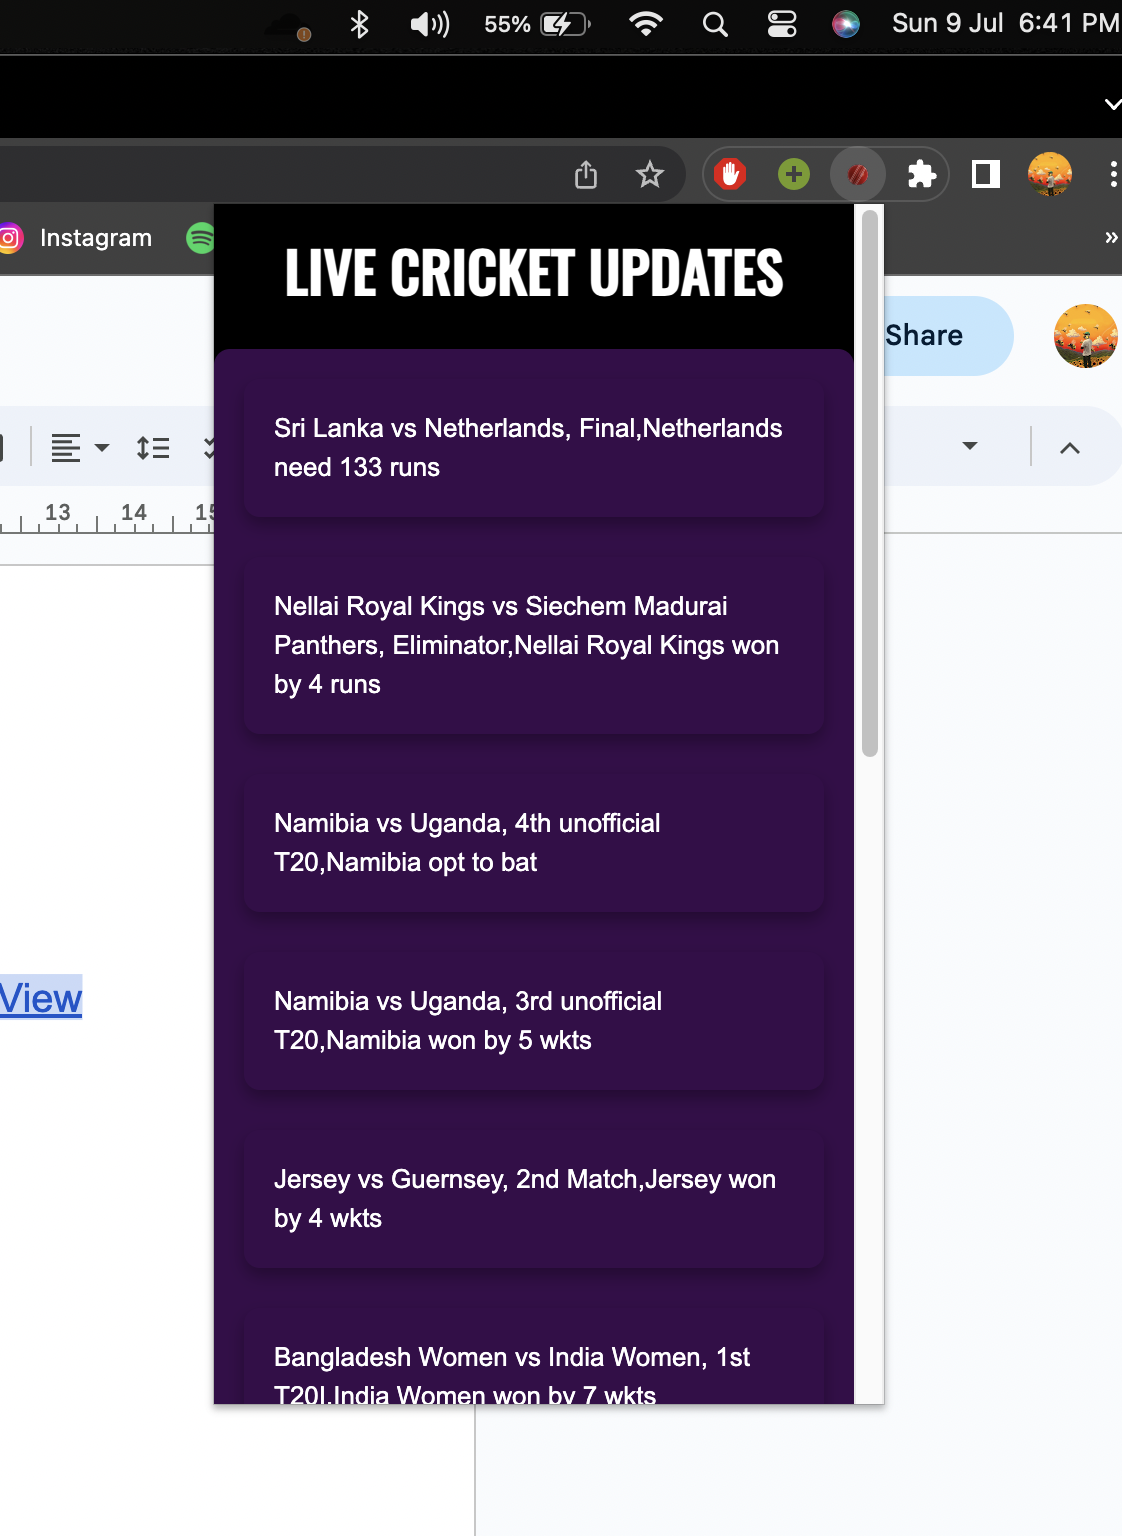 55%
Sun 9 Jul 6:41 PM
Instagram
LIVE CRICKET UPDATES
Share
13 14 15
Sri Lanka vs Netherlands, Final,Netherlands
need 133 runs
Nellai Royal Kings vs Siechem Madurai
Panthers, Eliminator,Nellai Royal Kings won
by 4 runs
Namibia vs Uganda, 4th unofficial
T20,Namibia opt to bat
View
Namibia vs Uganda, 3rd unofficial
T20,Namibia won by 5 wkts
Jersey vs Guernsey, 2nd Match,Jersey won
by 4 wkts
Bangladesh Women vs India Women, 1st
T20I,India Women won by 7 wkts